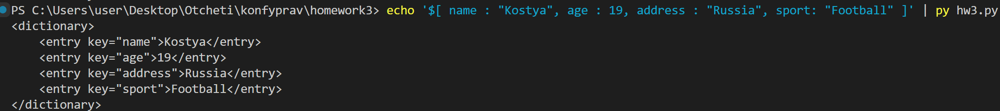 PS C:\Users\user\Desktop\Otcheti\konfyprav\homework3> echo '$[ name : "Kostya", age : 19, address : "Russia", sport: "Football" ]' | py hw3.py
<dictionary>
    <entry key="name">Kostya</entry>
    <entry key="age">19</entry>
    <entry key="address">Russia</entry>
    <entry key="sport">Football</entry>
</dictionary>